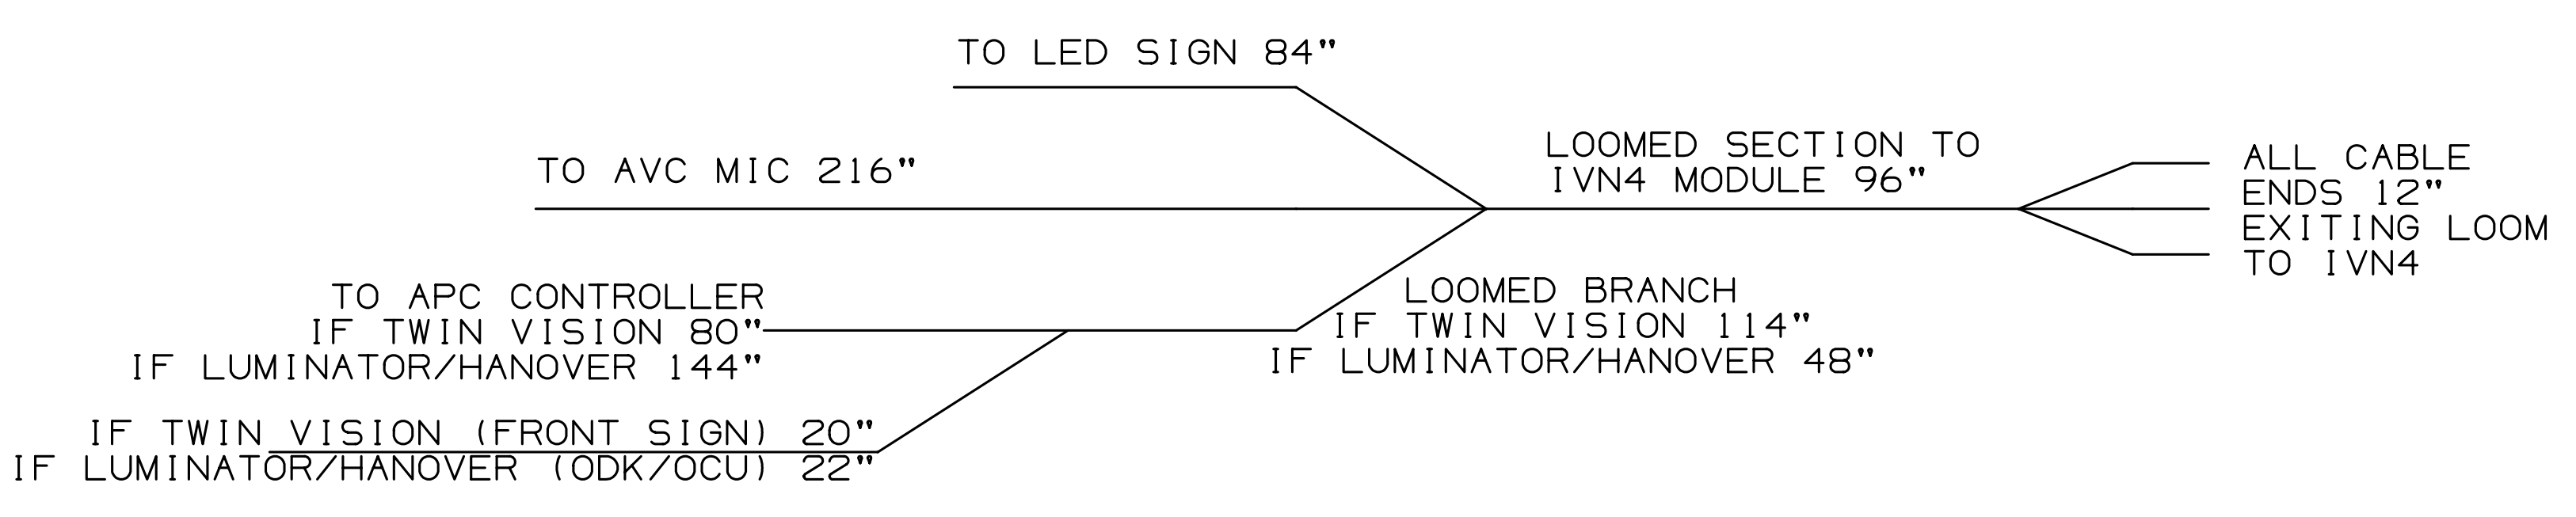 TO LED SIGN 84"
TO AVC MIC 216"
LOOMED SECTION TO
IVN4 MODULE 96"
ALL CABLE
ENDS 12"
EXITING LOOM
TO IVN4
TO APC CONTROLLER
IF TWIN VISION 80"
IF LUMINATOR/HANOVER 144"
LOOMED BRANCH
IF TWIN VISION 114"
IF LUMINATOR/HANOVER 48"
IF TWIN VISION (FRONT SIGN) 20"
IF LUMINATOR/HANOVER (ODK/OCU) 22"